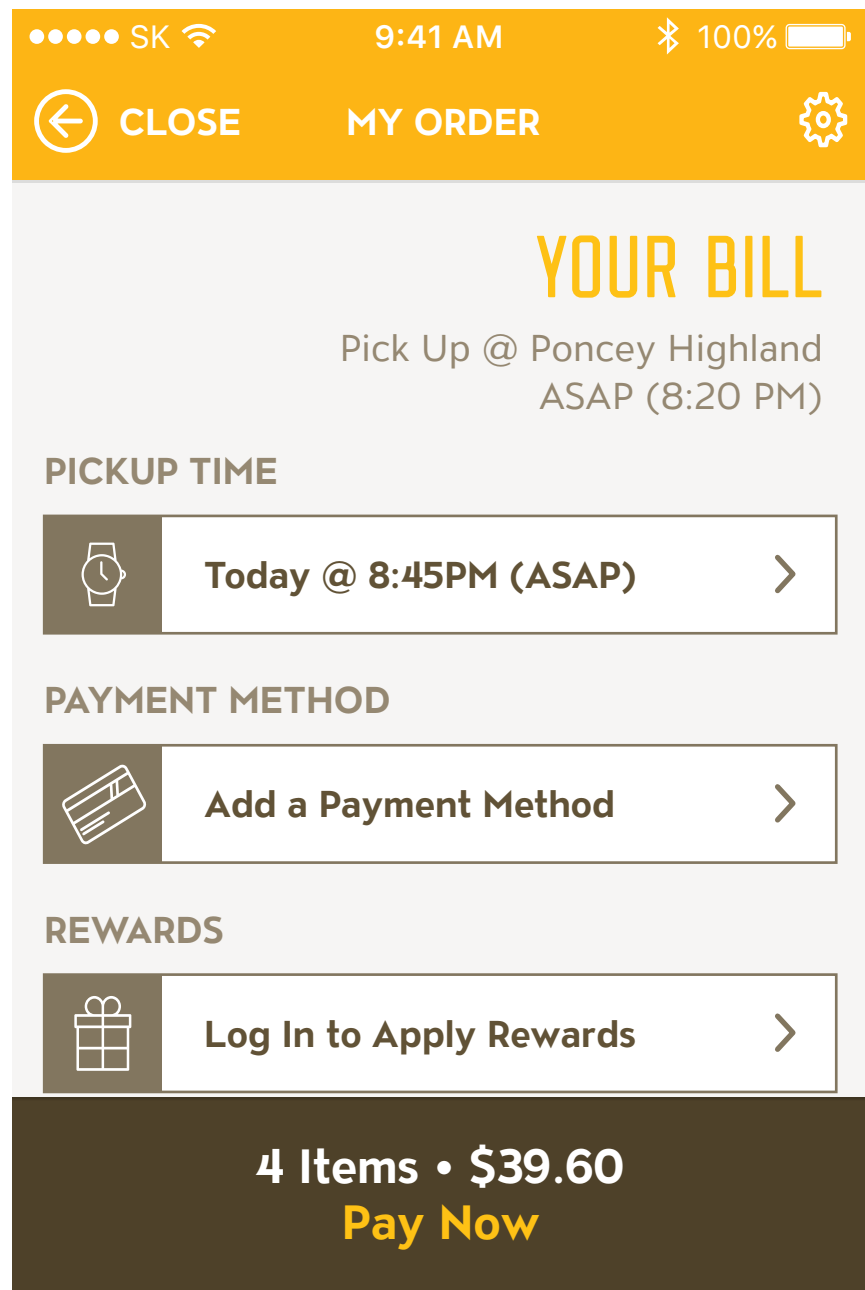 SK 9:41 AM 100%
CLOSE MY ORDER
YOUR BILL
Pick Up @ Poncey Highland
ASAP (8:20 PM)
PICKUP TIME
Today @ 8:45PM (ASAP)
PAYMENT METHOD
Add a Payment Method
REWARDS
Log In to Apply Rewards
4 Items • $39.60
Pay Now